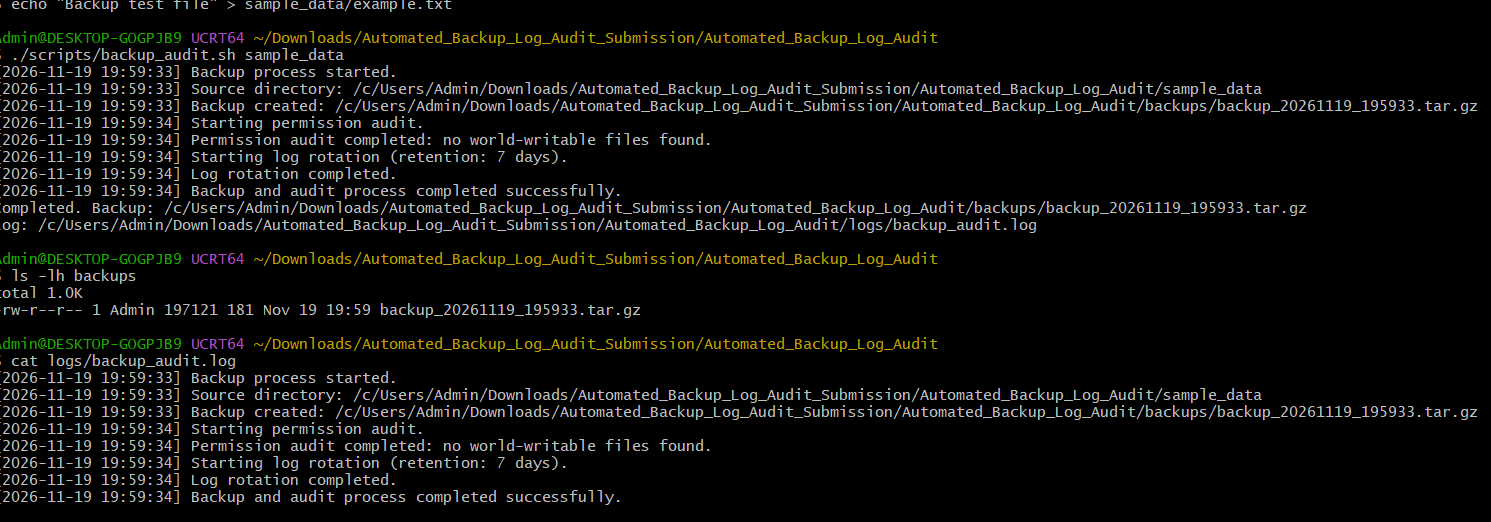 echo "Backup test file" > sample_data/example.txt
Admin@DESKTOP-GOGPJB9 UCRT64 ~/Downloads/Automated_Backup_Log_Audit_Submission/Automated_Backup_Log_Audit
$ ./scripts/backup_audit.sh sample_data
[2026-11-19 19:59:33] Backup process started.
[2026-11-19 19:59:33] Source directory: /c/Users/Admin/Downloads/Automated_Backup_Log_Audit_Submission/Automated_Backup_Log_Audit/sample_data
[2026-11-19 19:59:33] Backup created: /c/Users/Admin/Downloads/Automated_Backup_Log_Audit_Submission/Automated_Backup_Log_Audit/backups/backup_20261119_195933.tar.gz
[2026-11-19 19:59:34] Starting permission audit.
[2026-11-19 19:59:34] Permission audit completed: no world-writable files found.
[2026-11-19 19:59:34] Starting log rotation (retention: 7 days).
[2026-11-19 19:59:34] Log rotation completed.
[2026-11-19 19:59:34] Backup and audit process completed successfully.
Completed. Backup: /c/Users/Admin/Downloads/Automated_Backup_Log_Audit_Submission/Automated_Backup_Log_Audit/backups/backup_20261119_195933.tar.gz
Log: /c/Users/Admin/Downloads/Automated_Backup_Log_Audit_Submission/Automated_Backup_Log_Audit/logs/backup_audit.log
Admin@DESKTOP-GOGPJB9 UCRT64 ~/Downloads/Automated_Backup_Log_Audit_Submission/Automated_Backup_Log_Audit
$ ls -lh backups
total 1.0K
-rw-r--r-- 1 Admin 197121 181 Nov 19 19:59 backup_20261119_195933.tar.gz
Admin@DESKTOP-GOGPJB9 UCRT64 ~/Downloads/Automated_Backup_Log_Audit_Submission/Automated_Backup_Log_Audit
$ cat logs/backup_audit.log
[2026-11-19 19:59:33] Backup process started.
[2026-11-19 19:59:33] Source directory: /c/Users/Admin/Downloads/Automated_Backup_Log_Audit_Submission/Automated_Backup_Log_Audit/sample_data
[2026-11-19 19:59:33] Backup created: /c/Users/Admin/Downloads/Automated_Backup_Log_Audit_Submission/Automated_Backup_Log_Audit/backups/backup_20261119_195933.tar.gz
[2026-11-19 19:59:34] Starting permission audit.
[2026-11-19 19:59:34] Permission audit completed: no world-writable files found.
[2026-11-19 19:59:34] Starting log rotation (retention: 7 days).
[2026-11-19 19:59:34] Log rotation completed.
[2026-11-19 19:59:34] Backup and audit process completed successfully.